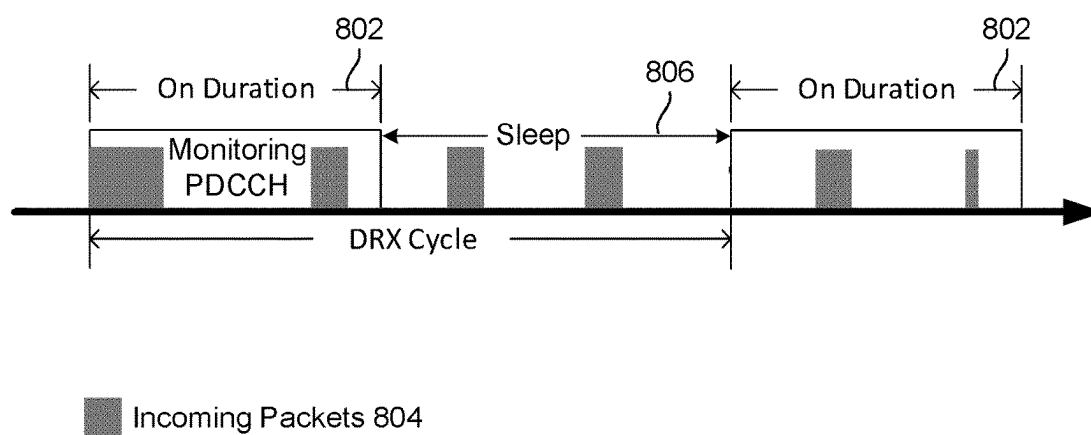 802
802
806
On Duration
On Duration
Sleep
Monitoring
PDCCH
DRX Cycle
Incoming Packets 804